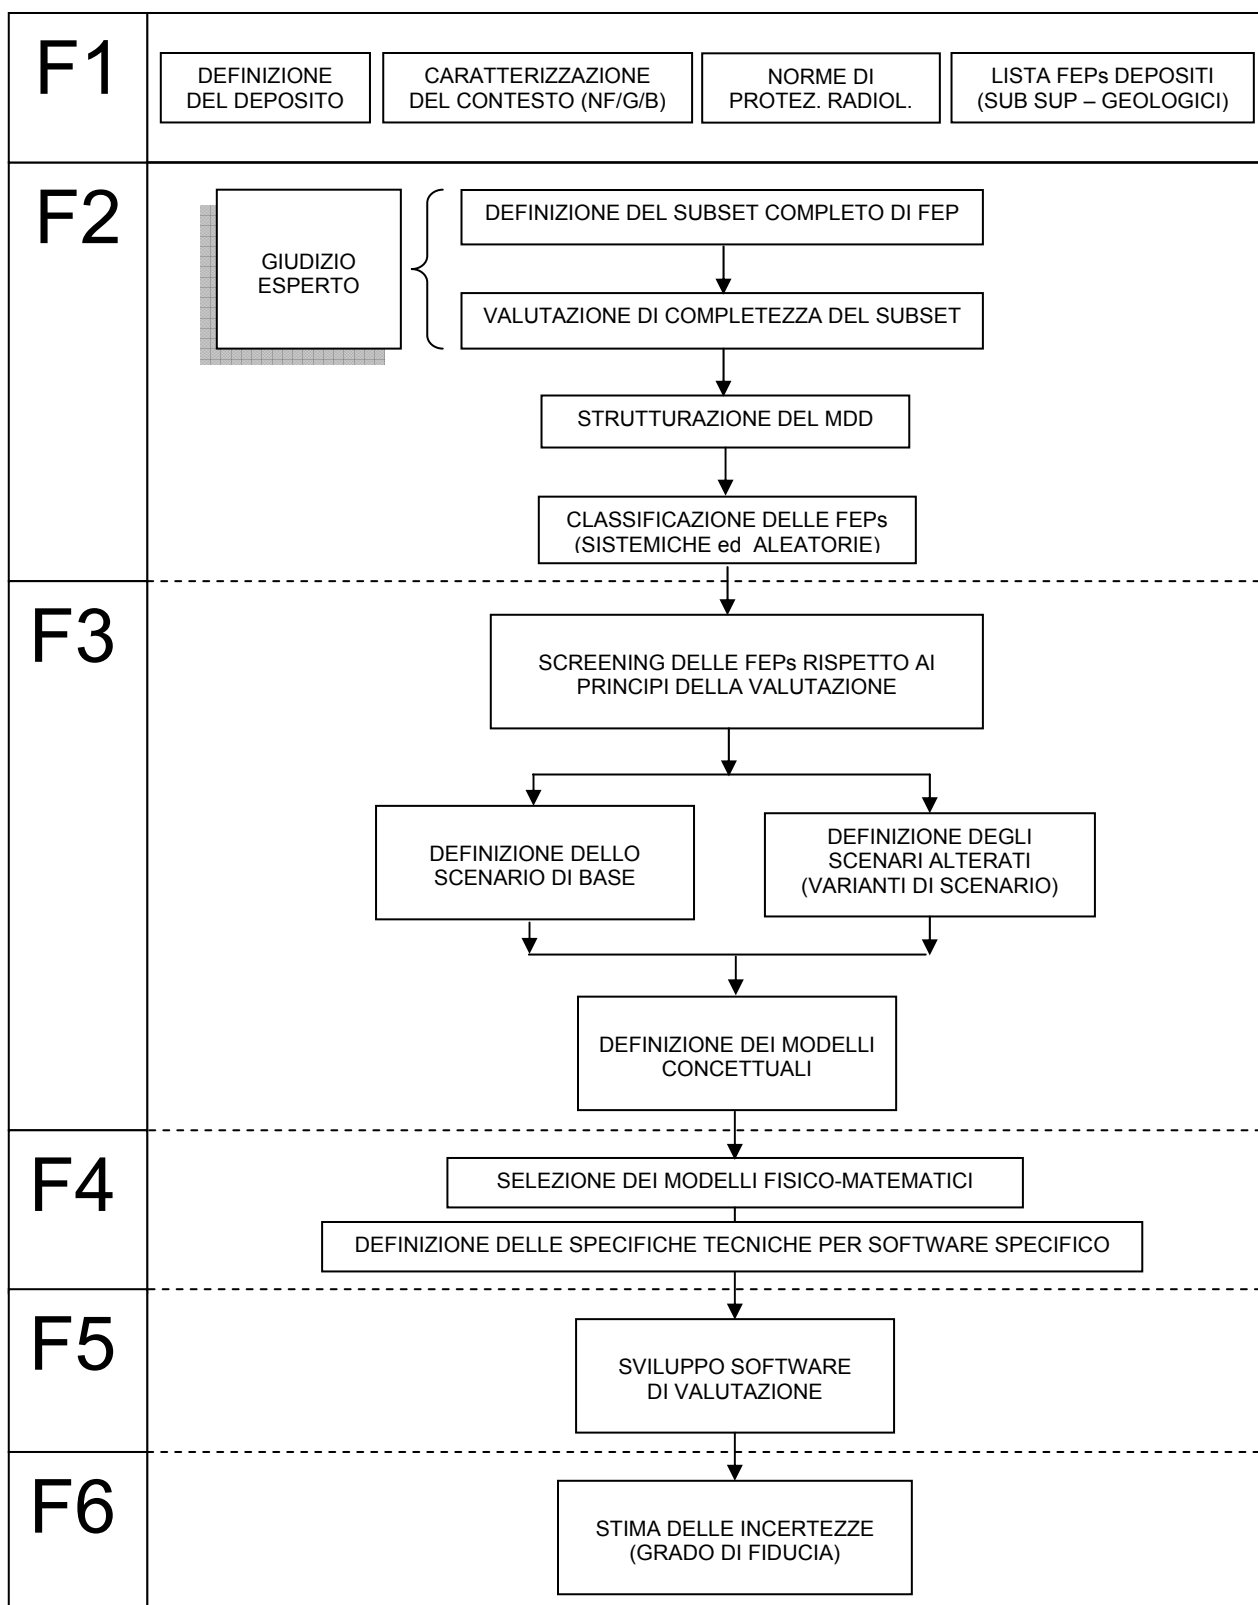 F1
DEFINIZIONE
DEL DEPOSITO
CARATTERIZZAZIONE
DEL CONTESTO (NF/G/B)
NORME DI
PROTEZ. RADIOL.
LISTA FEPs DEPOSITI
(SUB SUP – GEOLOGICI)
F2
GIUDIZIO
ESPERTO
DEFINIZIONE DEL SUBSET COMPLETO DI FEP
VALUTAZIONE DI COMPLETEZZA DEL SUBSET
STRUTTURAZIONE DEL MDD
CLASSIFICAZIONE DELLE FEPs
(SISTEMICHE ed ALEATORIE)
F3
SCREENING DELLE FEPs RISPETTO AI
PRINCIPI DELLA VALUTAZIONE
DEFINIZIONE DELLO
SCENARIO DI BASE
DEFINIZIONE DEGLI
SCENARI ALTERATI
(VARIANTI DI SCENARIO)
DEFINIZIONE DEI MODELLI
CONCETTUALI
F4
SELEZIONE DEI MODELLI FISICO-MATEMATICI
DEFINIZIONE DELLE SPECIFICHE TECNICHE PER SOFTWARE SPECIFICO
F5
SVILUPPO SOFTWARE
DI VALUTAZIONE
F6
STIMA DELLE INCERTEZZE
(GRADO DI FIDUCIA)